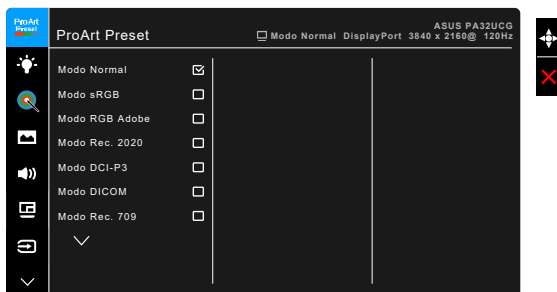 ProArt
Preset
ProArt Preset
ASUS PA32UCG
Modo Normal DisplayPort 3840 x 2160@ 120Hz
Modo Normal
Modo sRGB
Modo RGB Adobe
Modo Rec. 2020
Modo DCI-P3
Modo DICOM
Modo Rec. 709